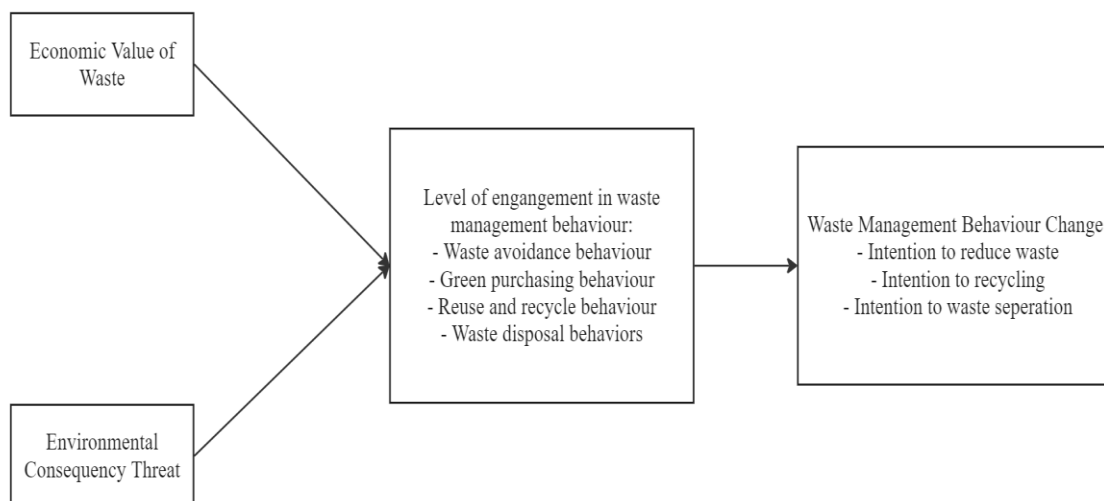 Economic Value of
Waste
Level of engangement in waste
management behaviour:
- Waste avoidance behaviour
- Green purchasing behaviour
- Reuse and recycle behaviour
- Waste disposal behaviors
Waste Management Behaviour Change
- Intention to reduce waste
- Intention to recycling
- Intention to waste seperation
Environmental
Consequency Threat